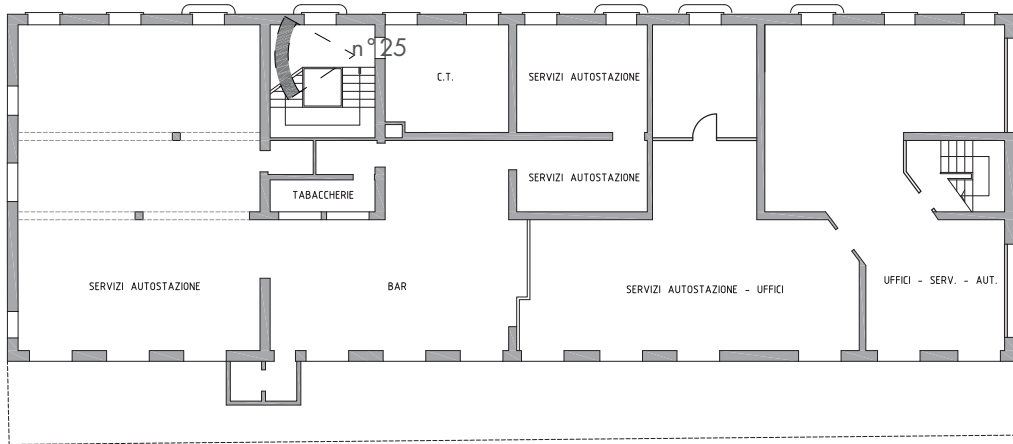 n°25
C.T.
SERVIZI AUTOSTAZIONE
SERVIZI AUTOSTAZIONE
TABACCHERIE
SERVIZI AUTOSTAZIONE
BAR
SERVIZI AUTOSTAZIONE - UFFICI
UFFICI - SERV. - AUT.